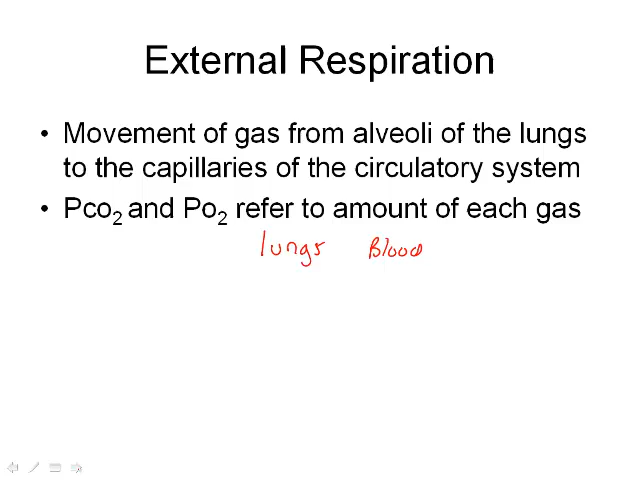 External Respiration
• Movement of gas from alveoli of the lungs
to the capillaries of the circulatory system
• Pco₂ and Po₂ refer to amount of each gas
lungs Blood